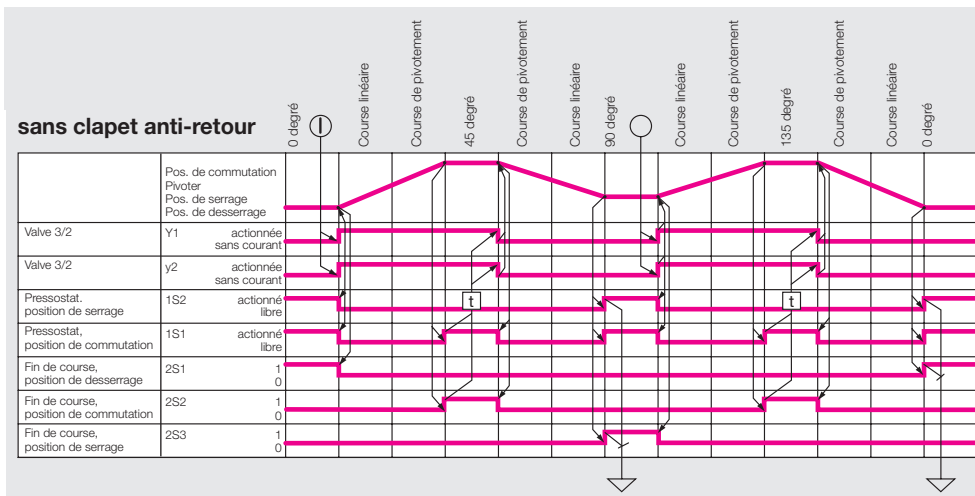 0 degré
Course linéaire
Course de pivotement
45 degré
Course de pivotement
Course linéaire
90 degré
Course linéaire
Course de pivotement
135 degré
Course de pivotement
Course linéaire
0 degré
sans clapet anti-retour
Pos. de commutation
Pivoter
Pos. de serrage
Pos. de desserrage
Valve 3/2 Y1 actionnée
sans courant
Valve 3/2 y2 actionnée
sans courant
Pressostat. 1S2 actionné
position de serrage libre
t t
Pressostat, 1S1 actionné
position de commutation libre
Fin de course, 2S1 1
position de desserrage 0
Fin de course, 2S2 1
position de commutation 0
Fin de course, 2S3 1
position de serrage 0